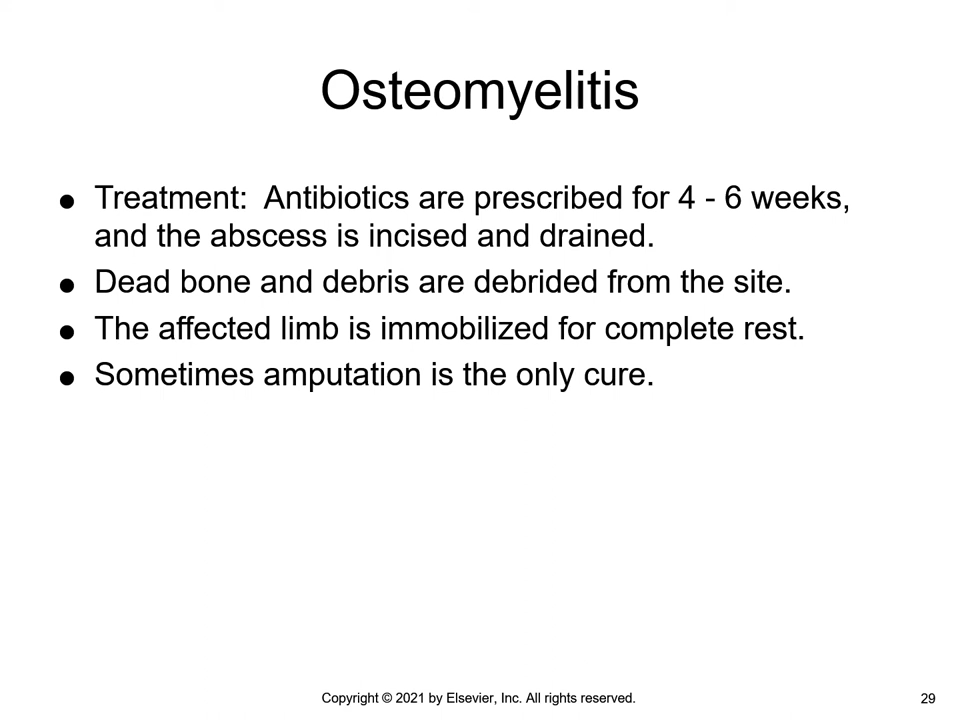 Osteomyelitis
● Treatment:  Antibiotics are prescribed for 4 - 6 weeks,
and the abscess is incised and drained.
● Dead bone and debris are debrided from the site.
● The affected limb is immobilized for complete rest.
● Sometimes amputation is the only cure.
Copyright © 2021 by Elsevier, Inc. All rights reserved.
29